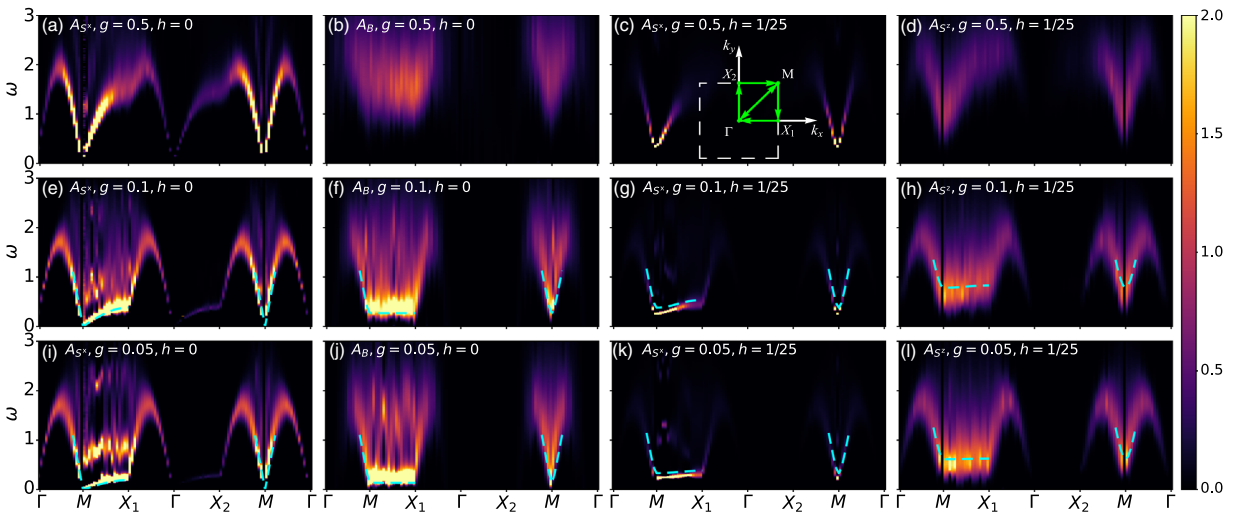 (a) A_{S^x}, g = 0.5, h = 0
(b) A_B, g = 0.5, h = 0
(c) A_{S^x}, g = 0.5, h = 1/25
(d) A_{S^z}, g = 0.5, h = 1/25
k_y
X_2
M
Γ
X_1
k_x
ω
3
2
1
0
(e) A_{S^x}, g = 0.1, h = 0
(f) A_B, g = 0.1, h = 0
(g) A_{S^x}, g = 0.1, h = 1/25
(h) A_{S^z}, g = 0.1, h = 1/25
ω
3
2
1
0
(i) A_{S^x}, g = 0.05, h = 0
(j) A_B, g = 0.05, h = 0
(k) A_{S^x}, g = 0.05, h = 1/25
(l) A_{S^z}, g = 0.05, h = 1/25
ω
3
2
1
0
Γ M X_1 Γ X_2 M Γ
Γ M X_1 Γ X_2 M Γ
Γ M X_1 Γ X_2 M Γ
Γ M X_1 Γ X_2 M Γ
2.0
1.5
1.0
0.5
0.0